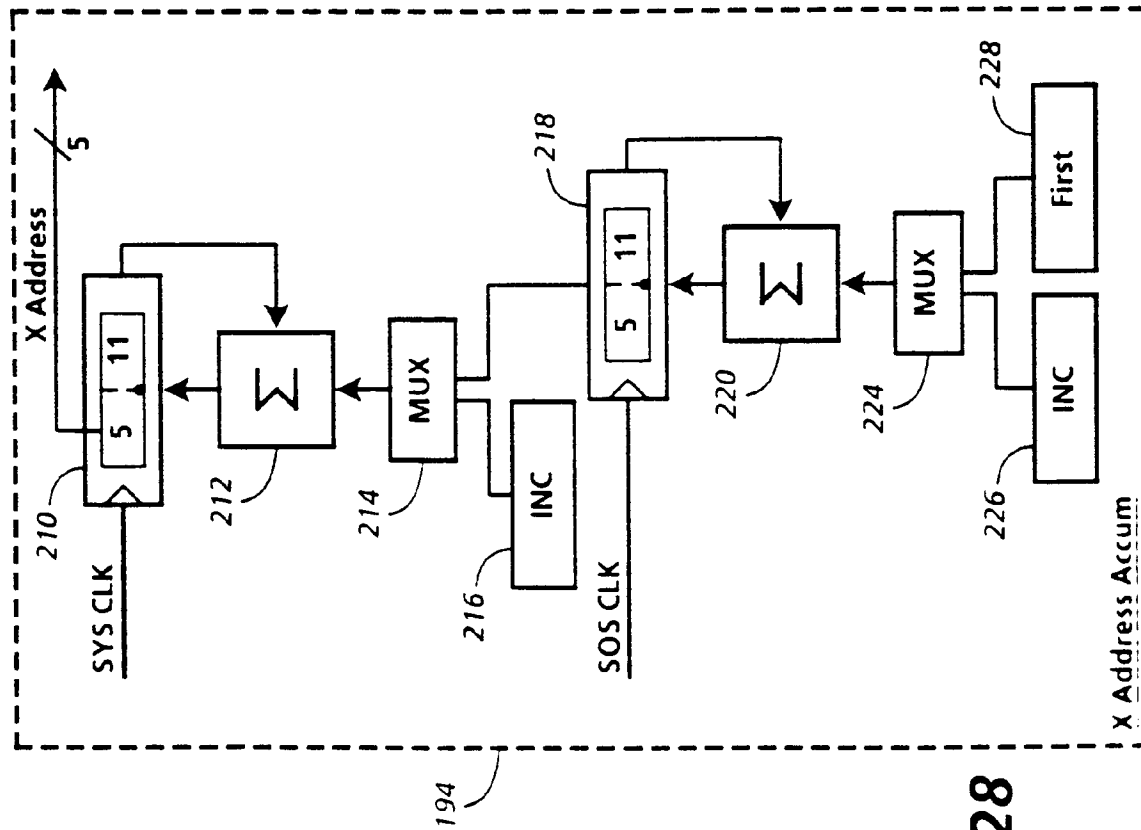 X Address
5
210
5 11
SYS CLK
212
Σ
214
MUX
216
INC
218
5 11
SOS CLK
220
Σ
224
MUX
226
INC
228
First
X Address Accum
194
28